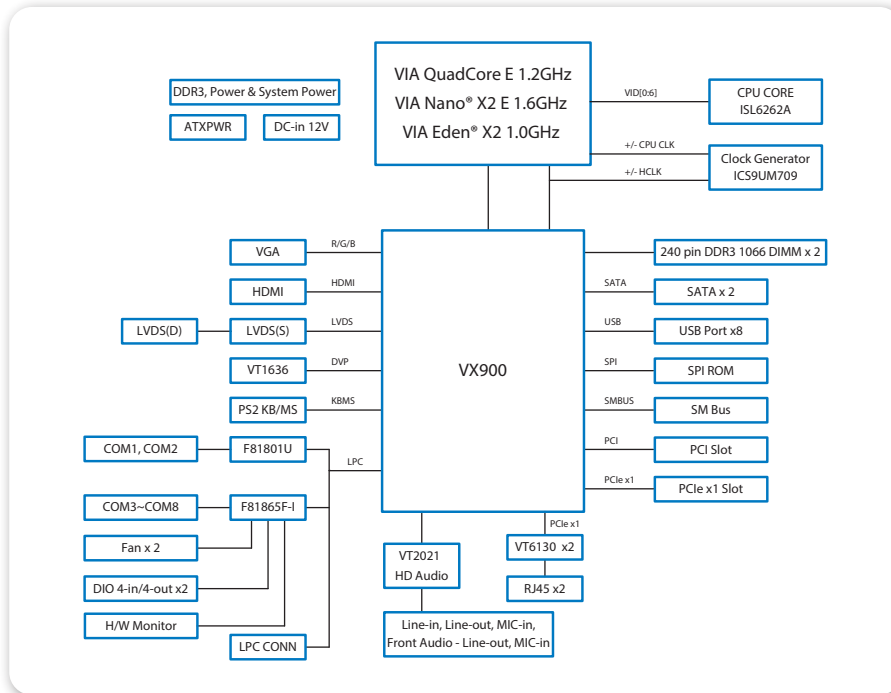 VIA QuadCore E 1.2GHz
VIA Nano® X2 E 1.6GHz
VIA Eden® X2 1.0GHz
DDR3, Power & System Power
ATXPWR
DC-in 12V
VID[0:6]
CPU CORE
ISL6262A
+/- CPU CLK
+/- HCLK
Clock Generator
ICS9UM709
VGA
R/G/B
HDMI
HDMI
LVDS(D)
LVDS(S)
LVDS
VT1636
DVP
PS2 KB/MS
KBMS
COM1, COM2
F81801U
LPC
COM3~COM8
F81865F-I
Fan x 2
DIO 4-in/4-out x2
H/W Monitor
LPC CONN
VX900
240 pin DDR3 1066 DIMM x 2
SATA
SATA x 2
USB
USB Port x8
SPI
SPI ROM
SMBUS
SM Bus
PCI
PCI Slot
PCIe x1
PCIe x1 Slot
VT2021
HD Audio
Line-in, Line-out, MIC-in,
Front Audio - Line-out, MIC-in
PCIe x1
VT6130 x2
RJ45 x2